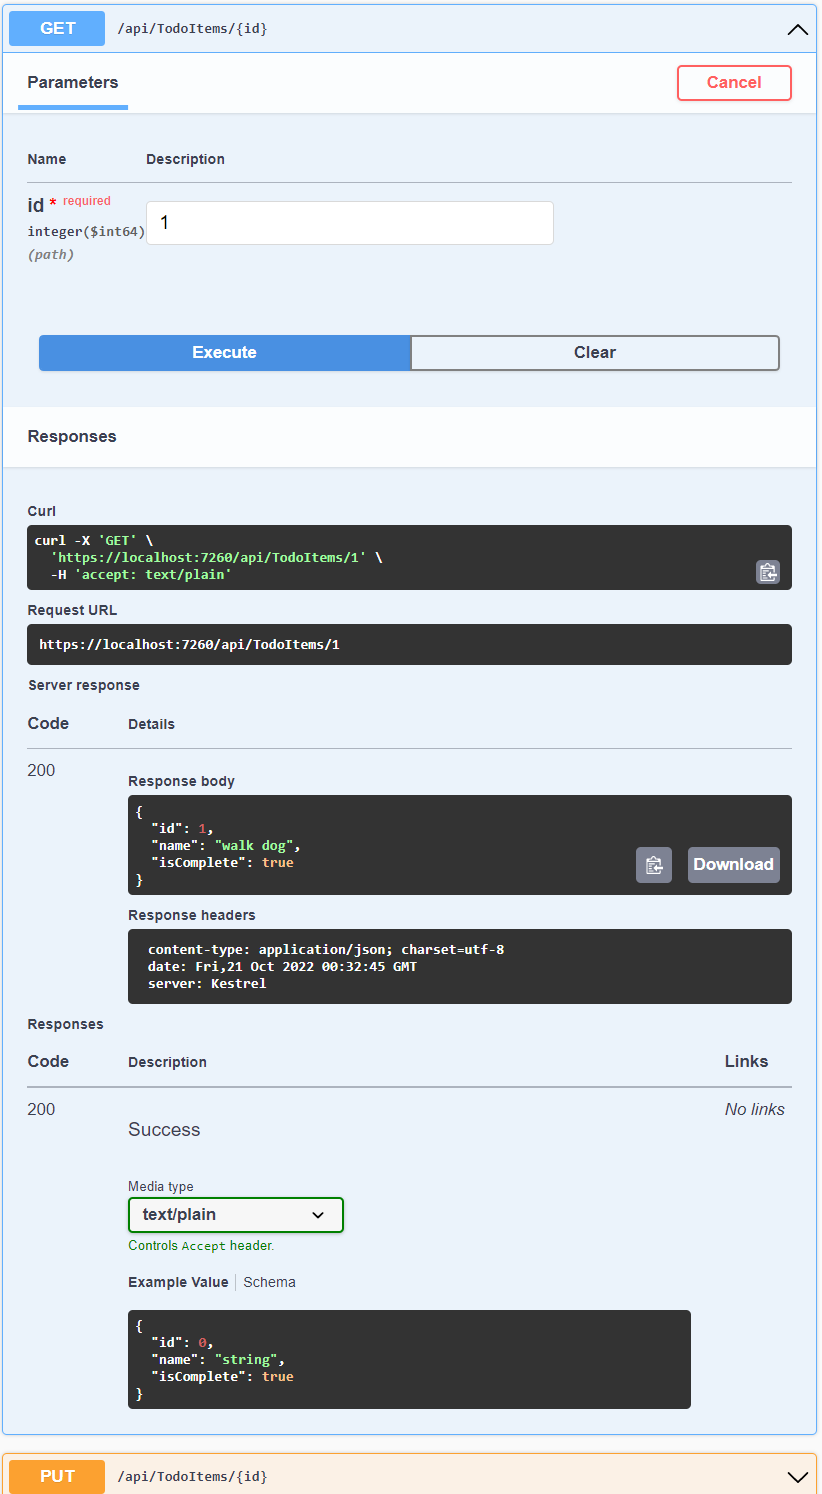 GET /api/TodoItems/{id}
Parameters Cancel
Name Description
id * required
1
integer($int64)
(path)
Execute Clear
Responses
Curl
curl -X 'GET' \
'https://localhost:7260/api/TodoItems/1' \
-H 'accept: text/plain'
Request URL
https://localhost:7260/api/TodoItems/1
Server response
Code Details
200
Response body
{
"id": 1,
"name": "walk dog",
"isComplete": true
}
Download
Response headers
content-type: application/json; charset=utf-8
date: Fri,21 Oct 2022 00:32:45 GMT
server: Kestrel
Responses
Code Description Links
200 No links
Success
Media type
text/plain
Controls Accept header.
Example Value Schema
{
"id": 0,
"name": "string",
"isComplete": true
}
PUT /api/TodoItems/{id}